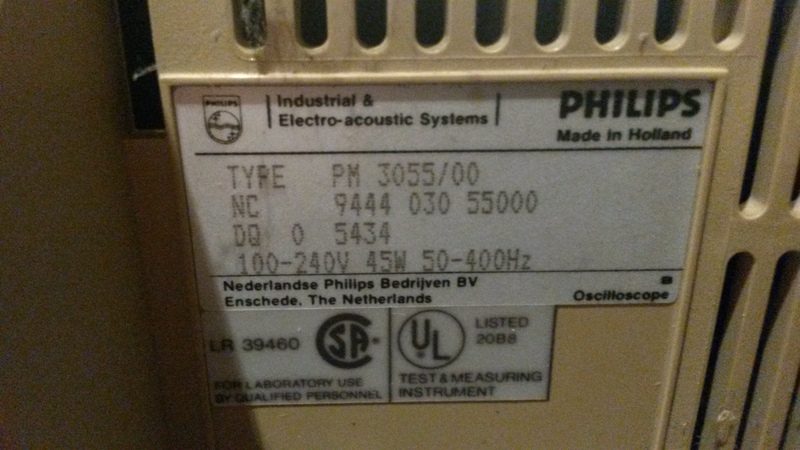 PHILIPS
Industrial &
Electro-acoustic Systems
PHILIPS
Made in Holland
TYPE PM 3055/00
NC 9444 030 55000
DQ 0 5434
100-240V 45W 50-400Hz
Nederlandse Philips Bedrijven BV
Enschede, The Netherlands
Oscilloscope
LR 39460
SA
®
FOR LABORATORY USE
BY QUALIFIED PERSONNEL
UL
®
LISTED
20B8
TEST & MEASURING
INSTRUMENT